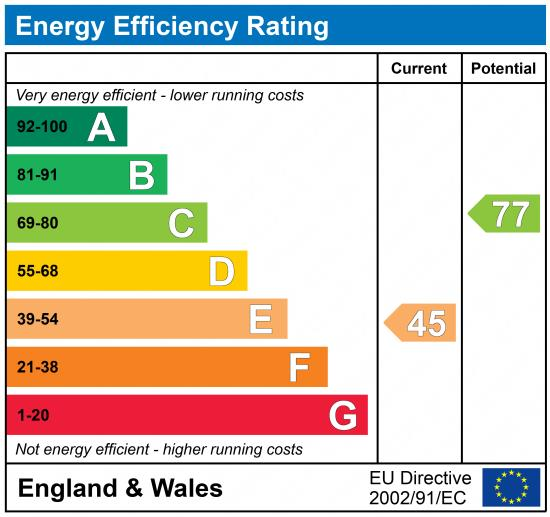 Energy Efficiency Rating
Current Potential
Very energy efficient - lower running costs
92-100 A
81-91 B
69-80 C
77
55-68 D
39-54 E
45
21-38 F
1-20 G
Not energy efficient - higher running costs
England & Wales
EU Directive
2002/91/EC